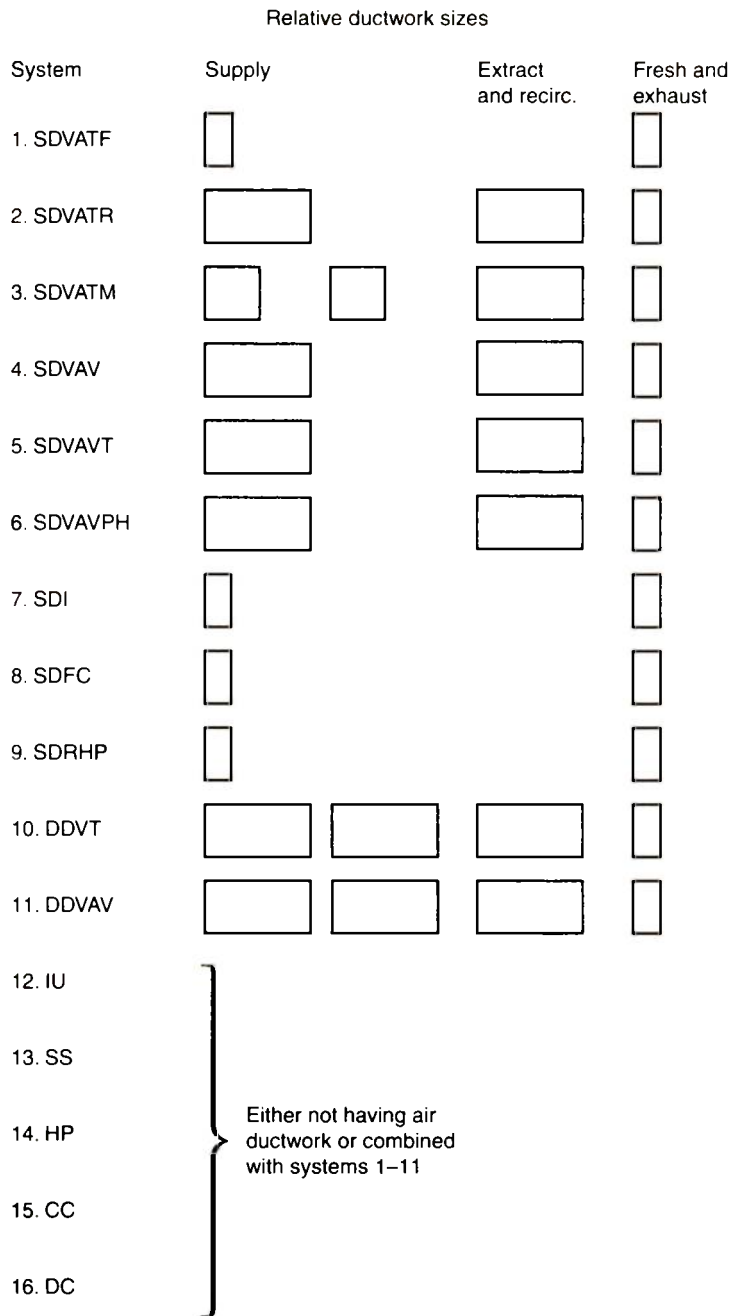 Relative ductwork sizes
System Supply Extract and recirc. Fresh and exhaust
1. SDVATF
2. SDVATR
3. SDVATM
4. SDVAV
5. SDVAVT
6. SDVAVPH
7. SDI
8. SDFC
9. SDRHP
10. DDVT
11. DDVAV
12. IU
13. SS
14. HP
15. CC
16. DC
Either not having air
ductwork or combined
with systems 1–11